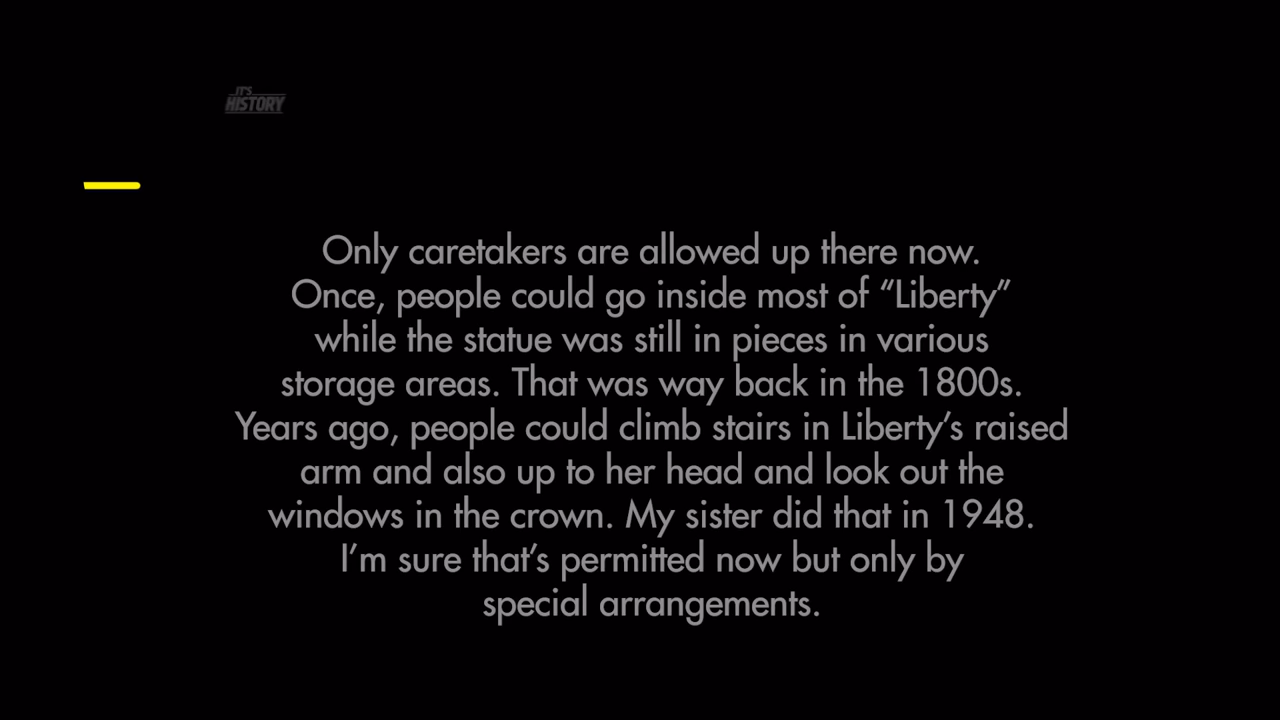 IT'S
HISTORY
Only caretakers are allowed up there now.
Once, people could go inside most of “Liberty”
while the statue was still in pieces in various
storage areas. That was way back in the 1800s.
Years ago, people could climb stairs in Liberty’s raised
arm and also up to her head and look out the
windows in the crown. My sister did that in 1948.
I’m sure that’s permitted now but only by
special arrangements.